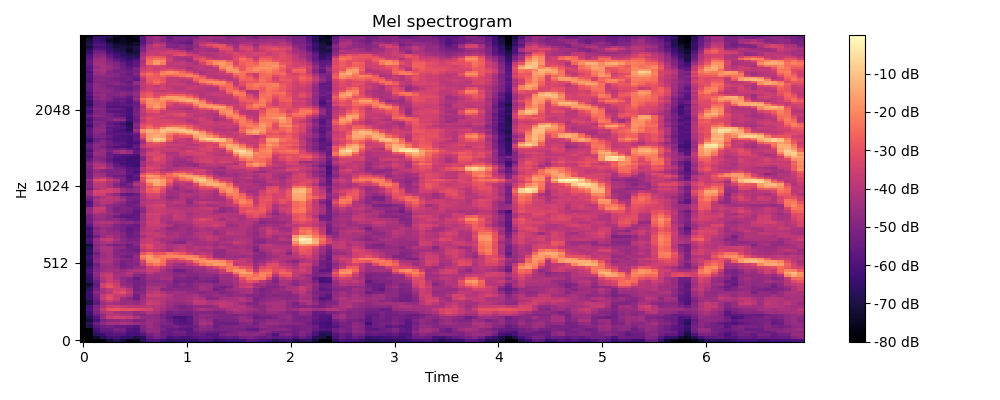 Mel spectrogram
Hz
2048
1024
512
0
0 1 2 3 4 5 6
Time
-10 dB
-20 dB
-30 dB
-40 dB
-50 dB
-60 dB
-70 dB
-80 dB